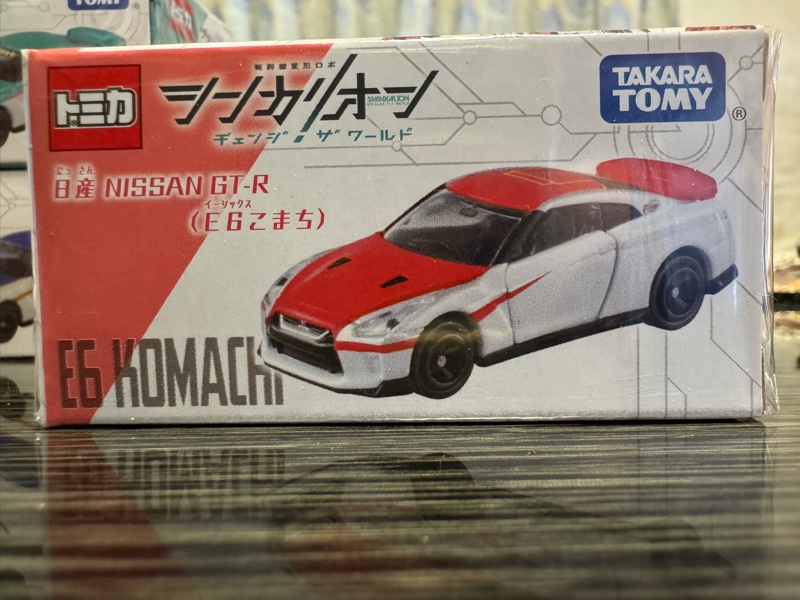 トミカ
新幹線変形ロボ
シンカリオン
SHINKALION
チェンジ ザ ワールド
TAKARA
TOMY
®
にっさん
日産 NISSAN GT-R
イーシックス
(E6こまち)
E6 KOMACHI
TOMY